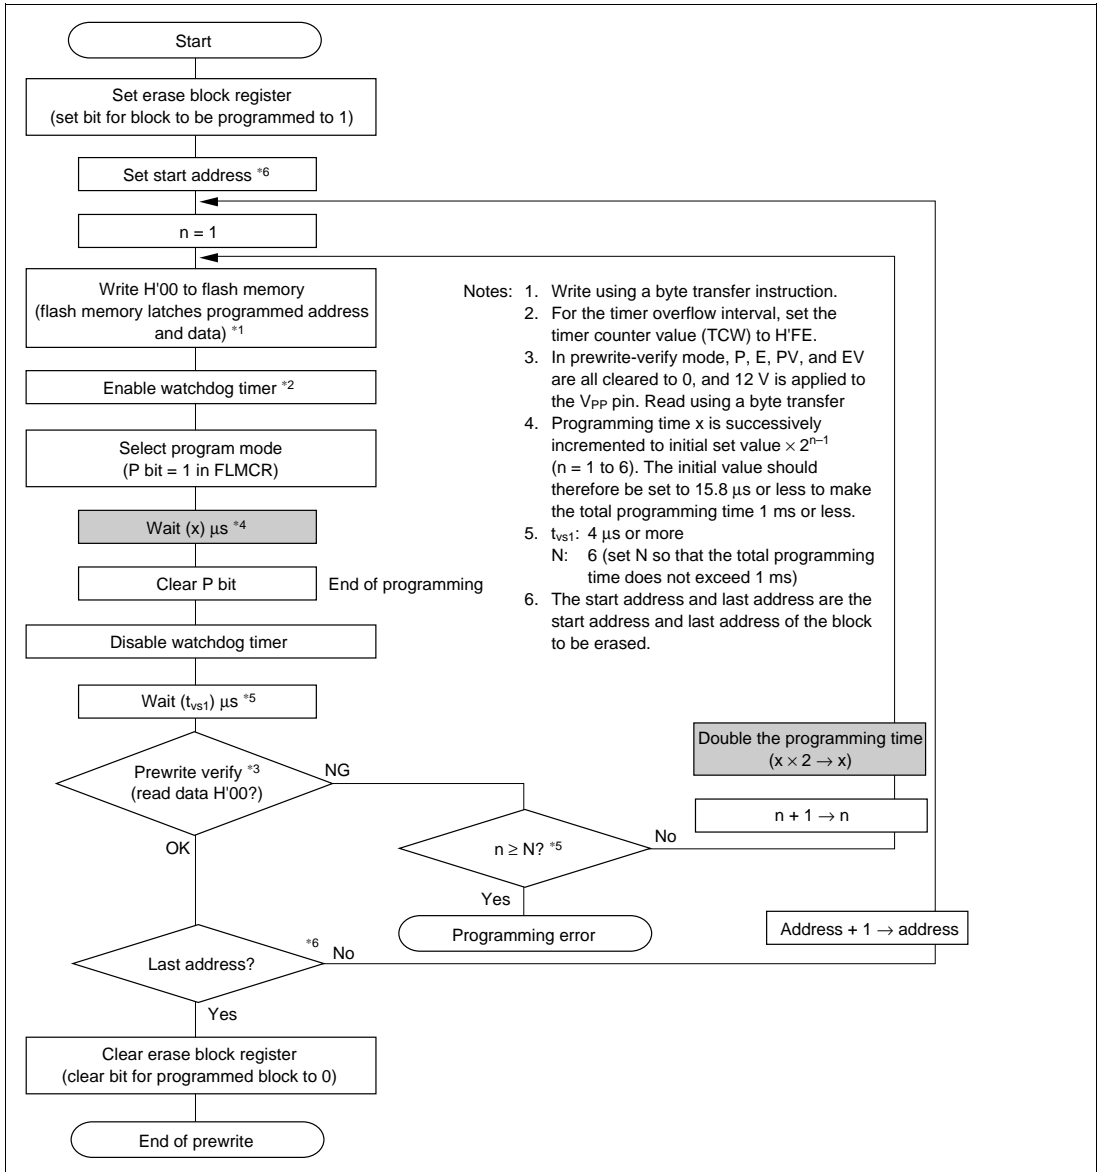 Start
Set erase block register
(set bit for block to be programmed to 1)
Set start address *6
n = 1
Write H'00 to flash memory
(flash memory latches programmed address
and data) *1
Enable watchdog timer *2
Select program mode
(P bit = 1 in FLMCR)
Wait (x) μs *4
Clear P bit
End of programming
Disable watchdog timer
Wait (tvs1) μs *5
Prewrite verify *3
(read data H'00?)
NG
OK
n ≥ N? *5
No
Yes
Programming error
Double the programming time
(x × 2 → x)
n + 1 → n
Last address?
*6
No
Yes
Address + 1 → address
Clear erase block register
(clear bit for programmed block to 0)
End of prewrite
Notes: 1. Write using a byte transfer instruction.
2. For the timer overflow interval, set the
timer counter value (TCW) to H'FE.
3. In prewrite-verify mode, P, E, PV, and EV
are all cleared to 0, and 12 V is applied to
the VPP pin. Read using a byte transfer
4. Programming time x is successively
incremented to initial set value × 2^n–1
(n = 1 to 6). The initial value should
therefore be set to 15.8 μs or less to make
the total programming time 1 ms or less.
5. tvs1: 4 μs or more
N: 6 (set N so that the total programming
time does not exceed 1 ms)
6. The start address and last address are the
start address and last address of the block
to be erased.